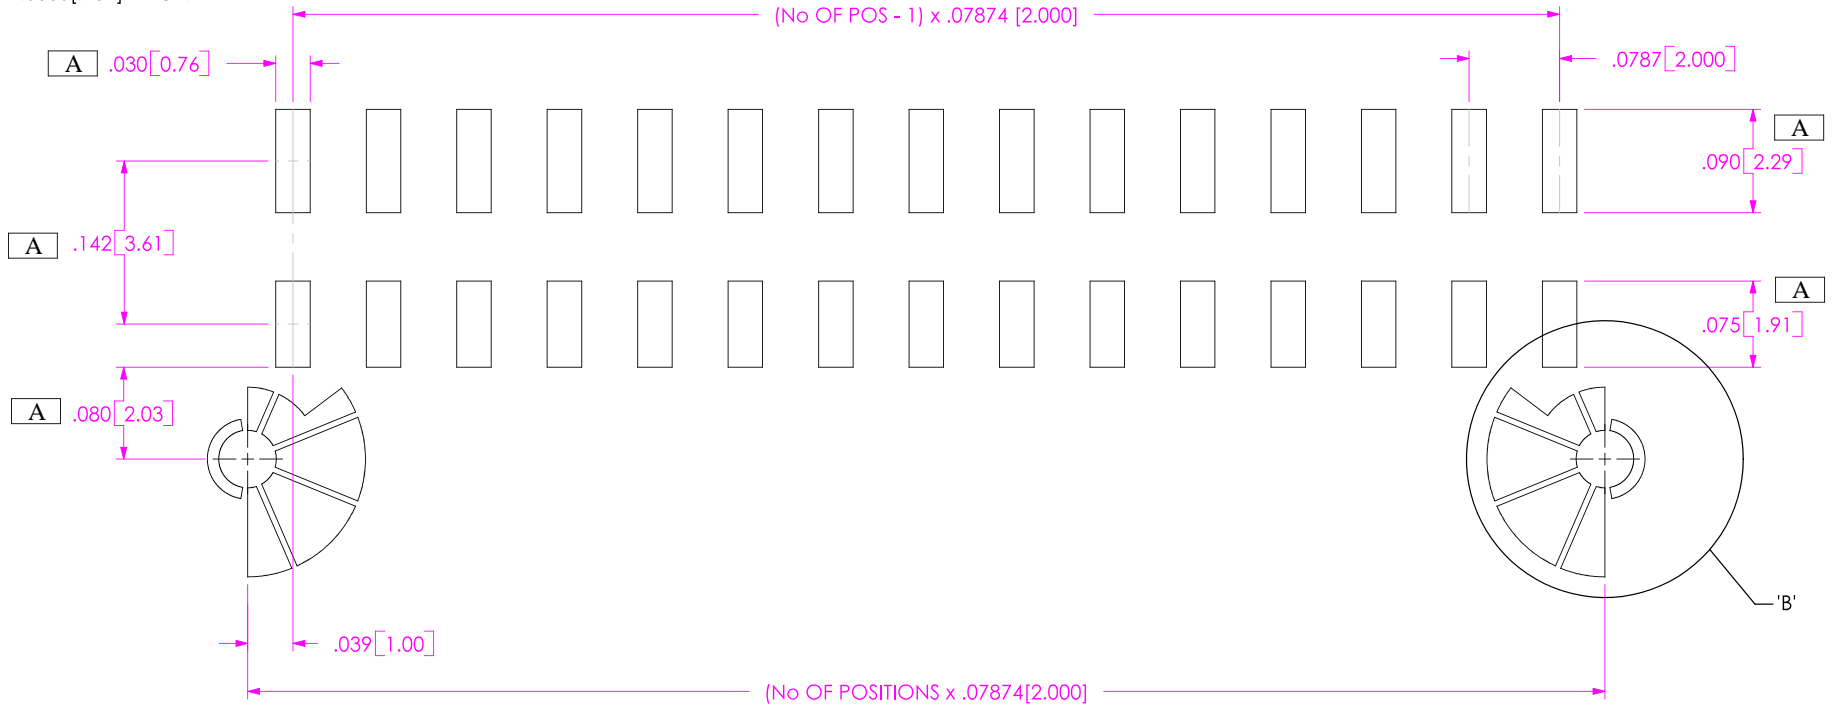 (No OF POS - 1) x .07874 [2.000]
A .030[0.76]
.0787[2.000]
A
.090[2.29]
A .142[3.61]
A
.075[1.91]
A .080[2.03]
'B'
.039[1.00]
(No OF POSITIONS x .07874[2.000]